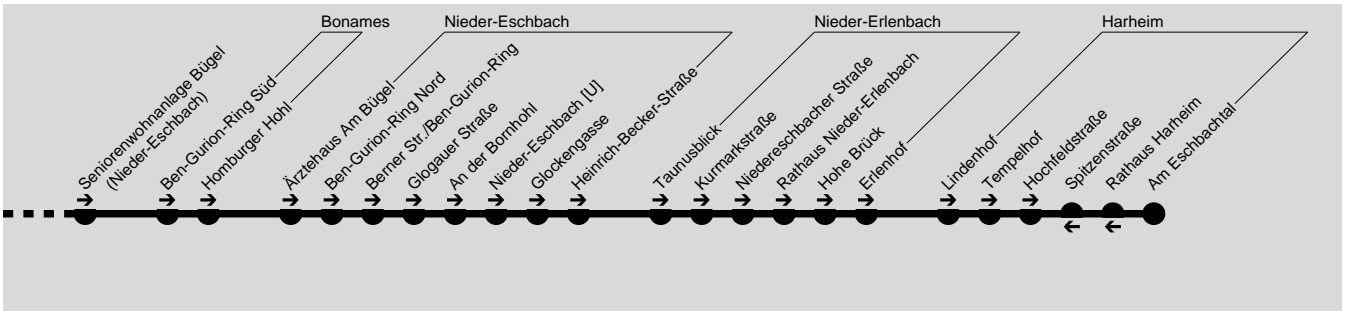 Bonames
Nieder-Eschbach
Nieder-Erlenbach
Harheim
Seniorenwohnanlage Bügel
(Nieder-Eschbach)
Ben-Gurion-Ring Süd
Homburger Hohl
Ärztehaus Am Bügel
Ben-Gurion-Ring Nord
Berner Str./Ben-Gurion-Ring
Glogauer Straße
An der Bornhohl
Nieder-Eschbach [U]
Glockengasse
Heinrich-Becker-Straße
Taunusblick
Kurmarkstraße
Niedereschbacher Straße
Rathaus Nieder-Erlenbach
Hohe Brück
Erlenhof
Lindenhof
Tempelhof
Hochfeldstraße
Spitzenstraße
Rathaus Harheim
Am Eschbachtal